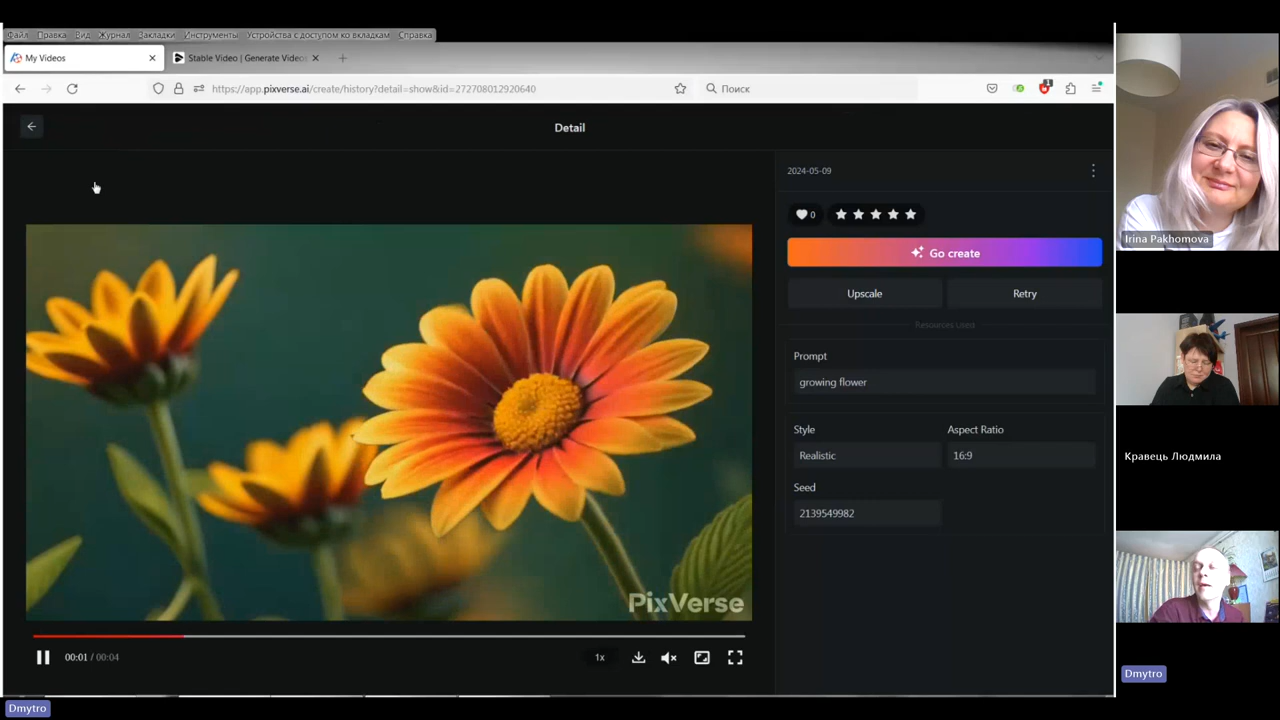 Файл Правка Вид Журнал Закладки Инструменты Устройства с доступом ко вкладкам Справка
My Videos
Stable Video | Generate Video
https://app.pixverse.ai/create/history?detail=show&id=272708012920640
Поиск
1
Detail
2024-05-09
0
Go create
Upscale
Retry
Resources Used
Prompt
growing flower
Style
Aspect Ratio
Realistic
16:9
Seed
2139549982
PixVerse
00:01 / 00:04
1x
Irina Pakhomova
Кравець Людмила
Dmytro
Dmytro